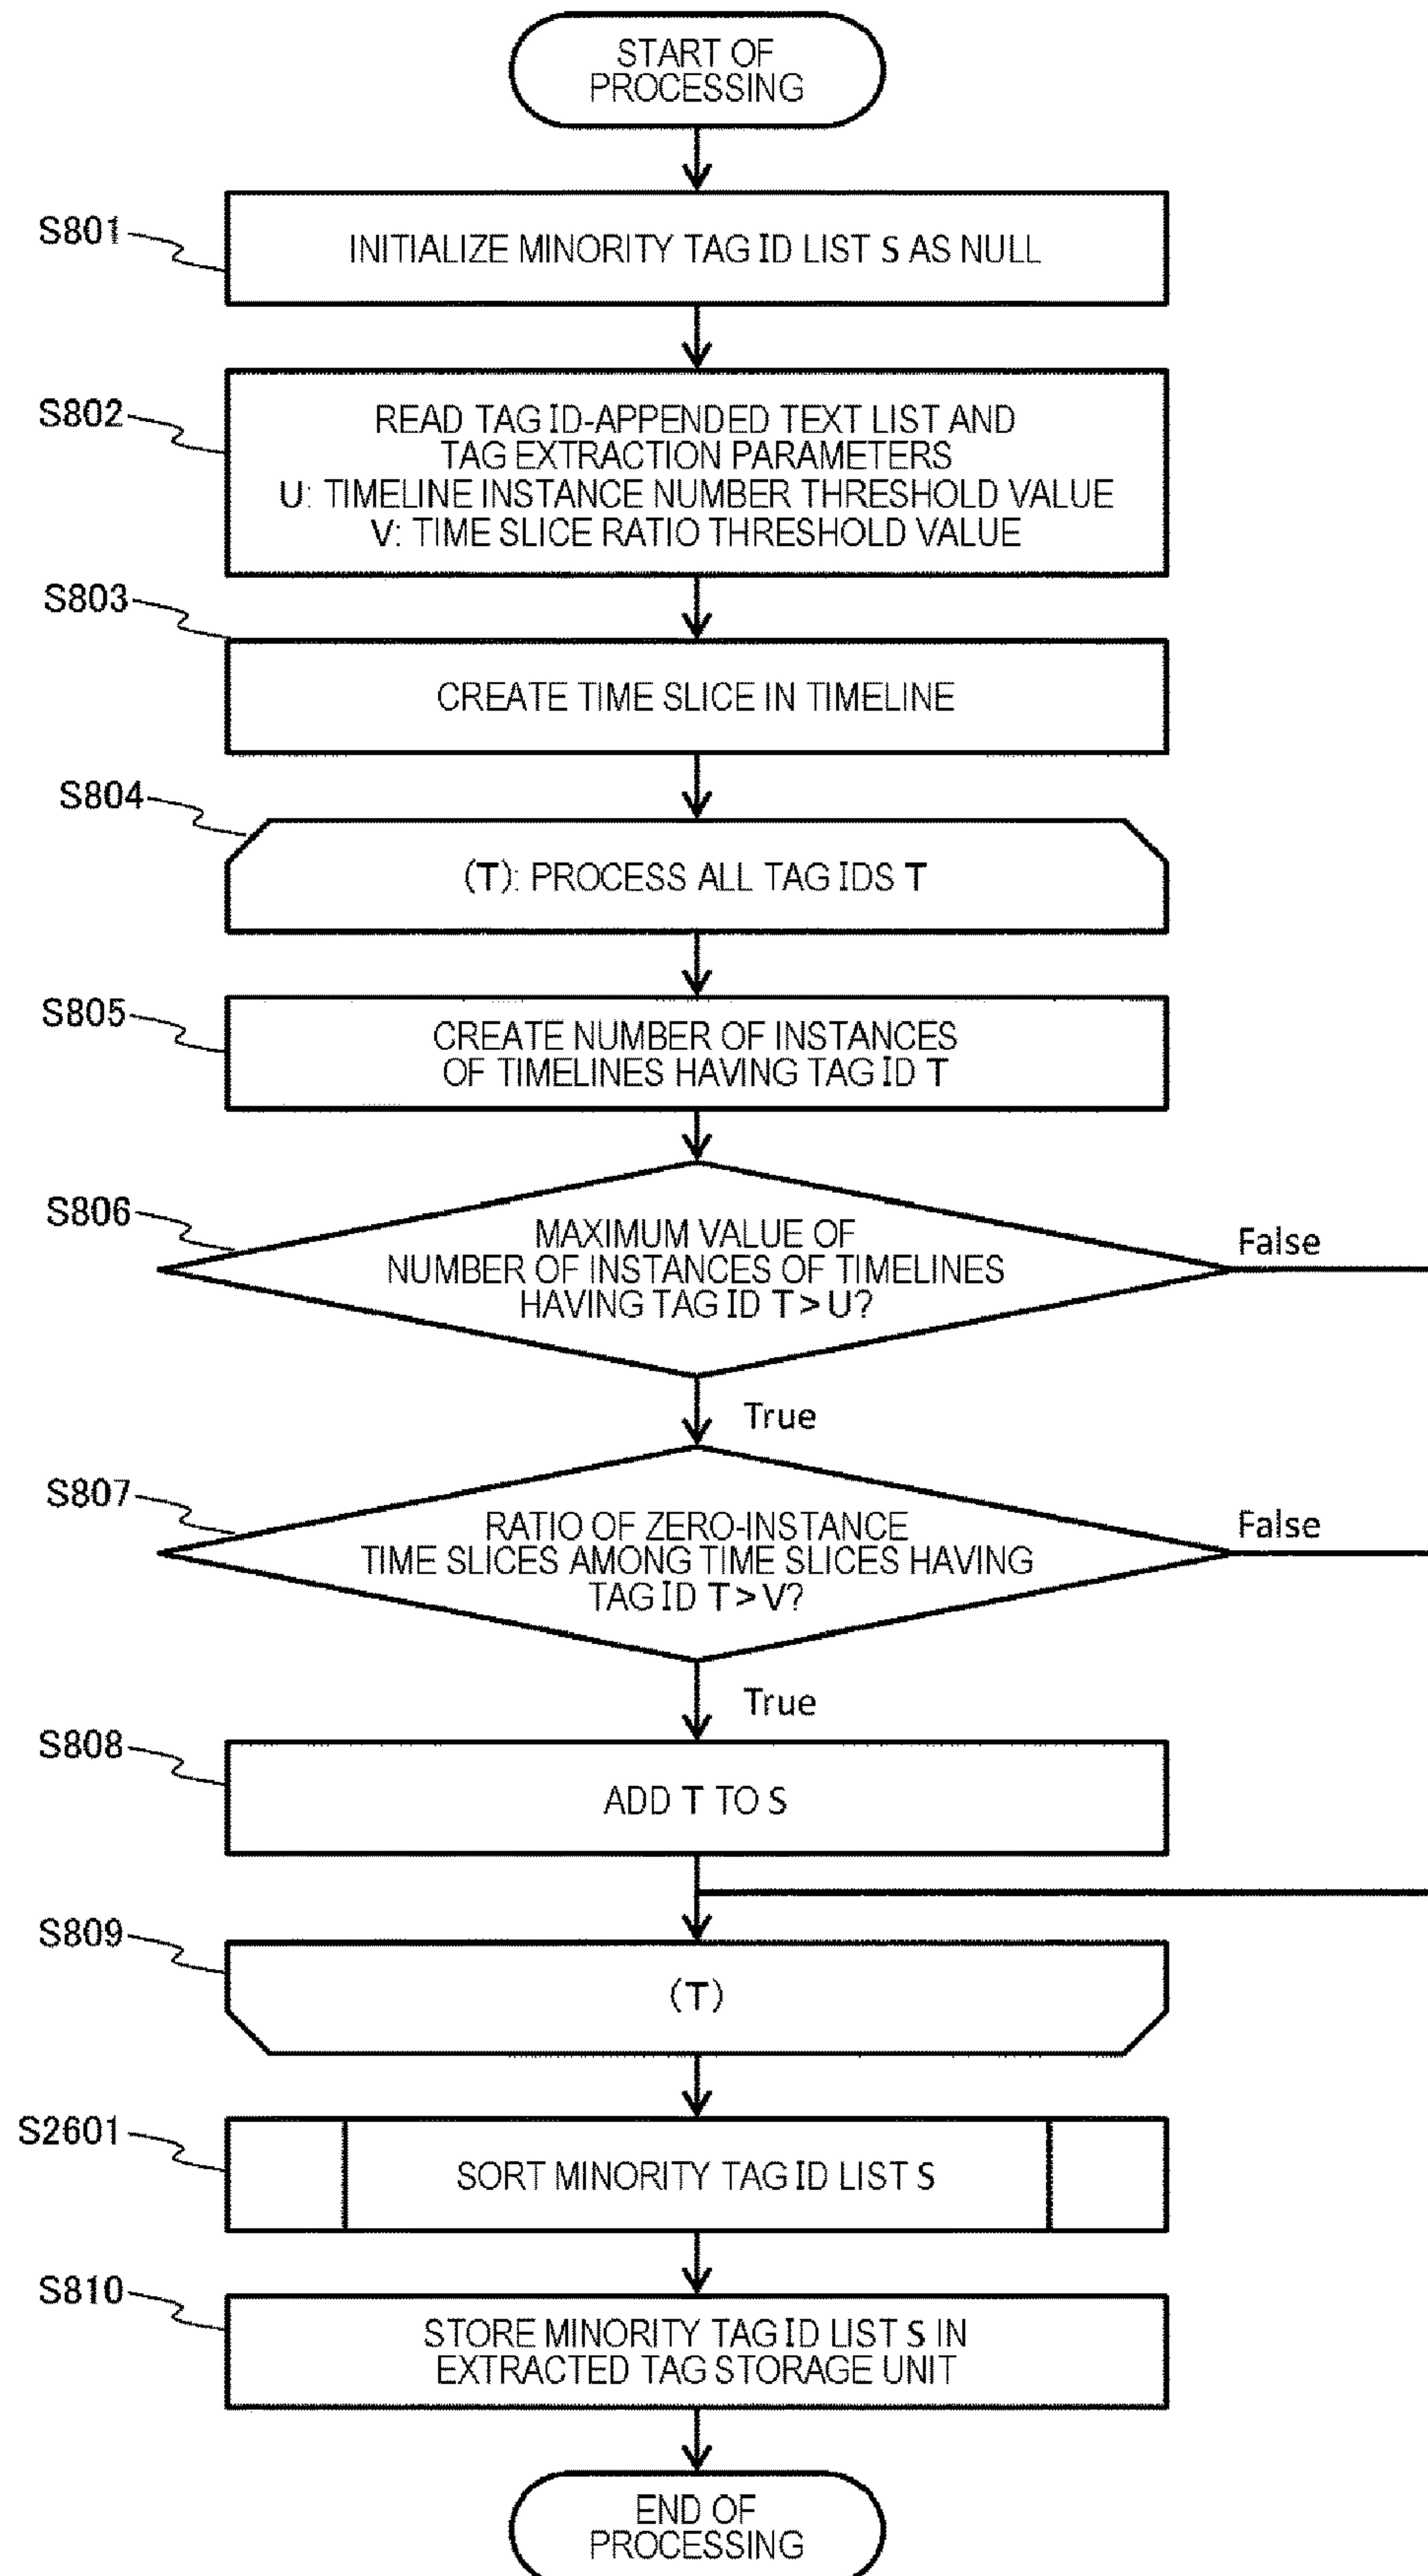 START OF
PROCESSING
S801
INITIALIZE MINORITY TAG ID LIST S AS NULL
S802
READ TAG ID-APPENDED TEXT LIST AND
TAG EXTRACTION PARAMETERS
U: TIMELINE INSTANCE NUMBER THRESHOLD VALUE
V: TIME SLICE RATIO THRESHOLD VALUE
S803
CREATE TIME SLICE IN TIMELINE
S804
(T): PROCESS ALL TAG IDS T
S805
CREATE NUMBER OF INSTANCES
OF TIMELINES HAVING TAG ID T
S806
MAXIMUM VALUE OF
NUMBER OF INSTANCES OF TIMELINES
HAVING TAG ID T > U?
False
True
S807
RATIO OF ZERO-INSTANCE
TIME SLICES AMONG TIME SLICES HAVING
TAG ID T > V?
False
True
S808
ADD T TO S
S809
(T)
S2601
SORT MINORITY TAG ID LIST S
S810
STORE MINORITY TAG ID LIST S IN
EXTRACTED TAG STORAGE UNIT
END OF
PROCESSING